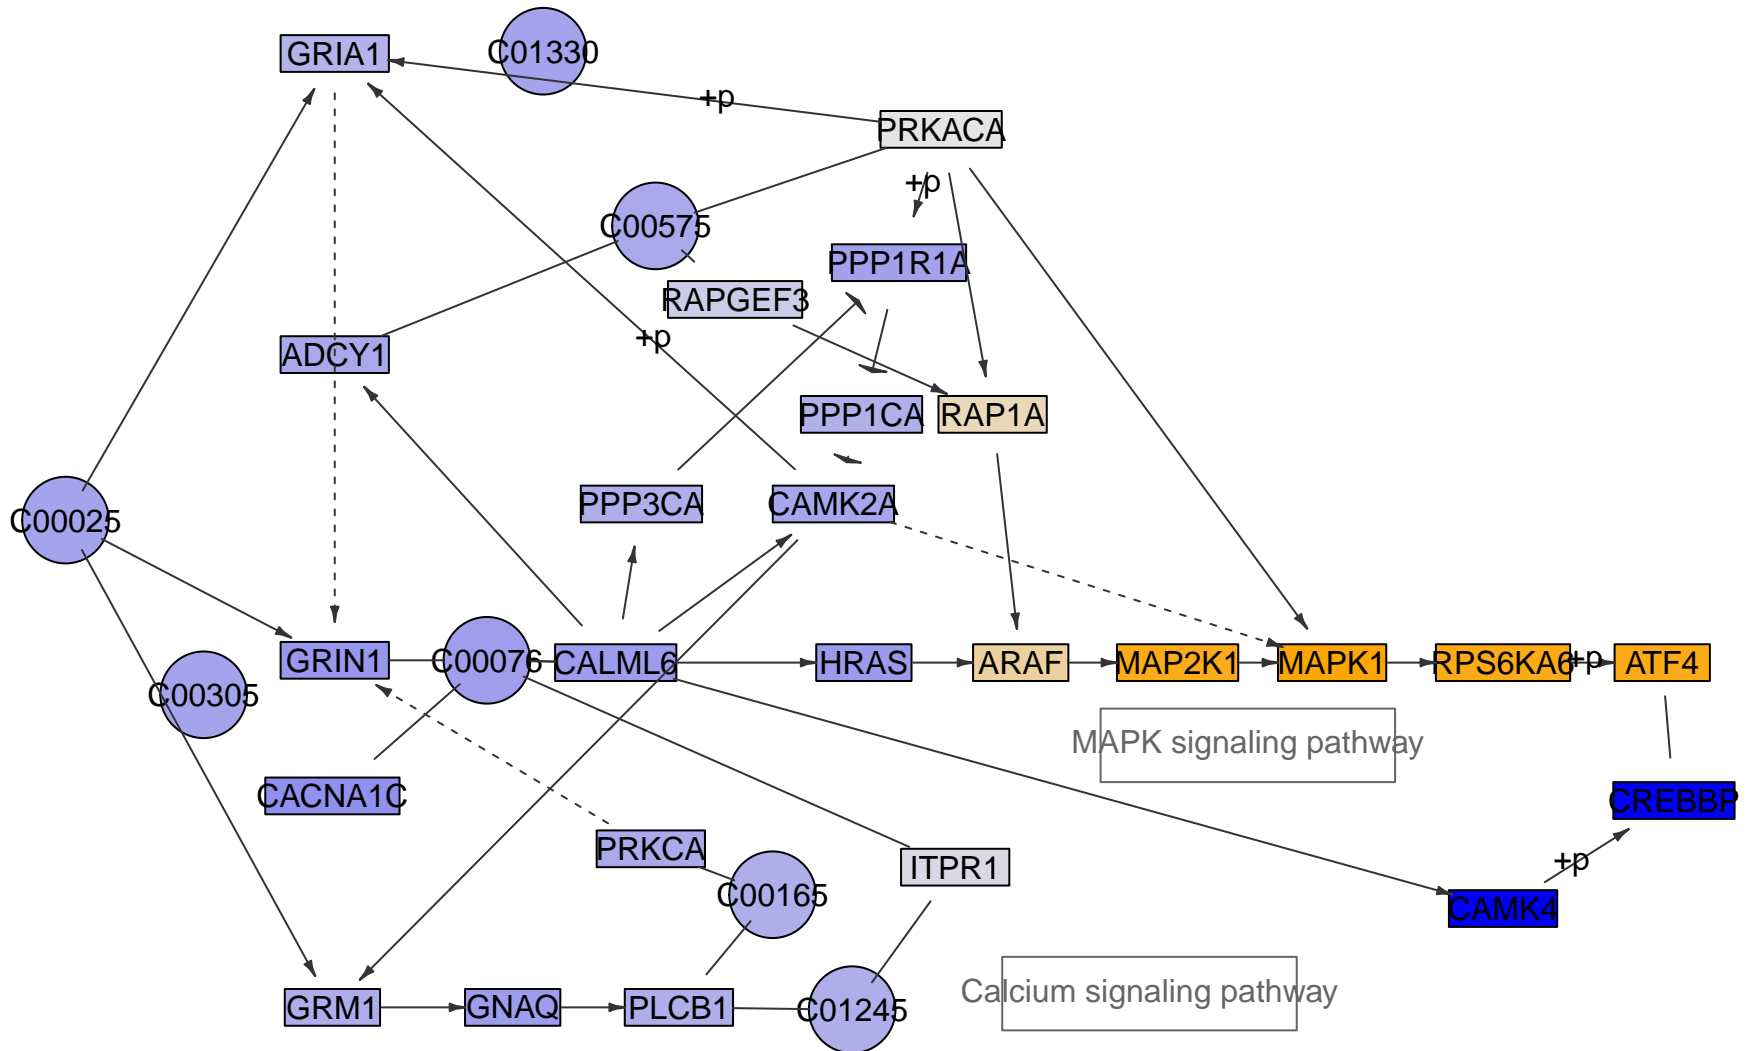 GRIA1
C01330
+p
PRKACA
+p
C00575
PPP1R1A
RAPGEF3
+p
ADCY1
PPP1CA
RAP1A
PPP3CA
CAMK2A
C00025
GRIN1
C00076
CALML6
HRAS
ARAF
MAP2K1
MAPK1
RPS6KA6
+p
ATF4
C00305
MAPK signaling pathway
CACNA1C
CREBBP
PRKCA
ITPR1
+p
C00165
CAMK4
Calcium signaling pathway
GRM1
GNAQ
PLCB1
C01245